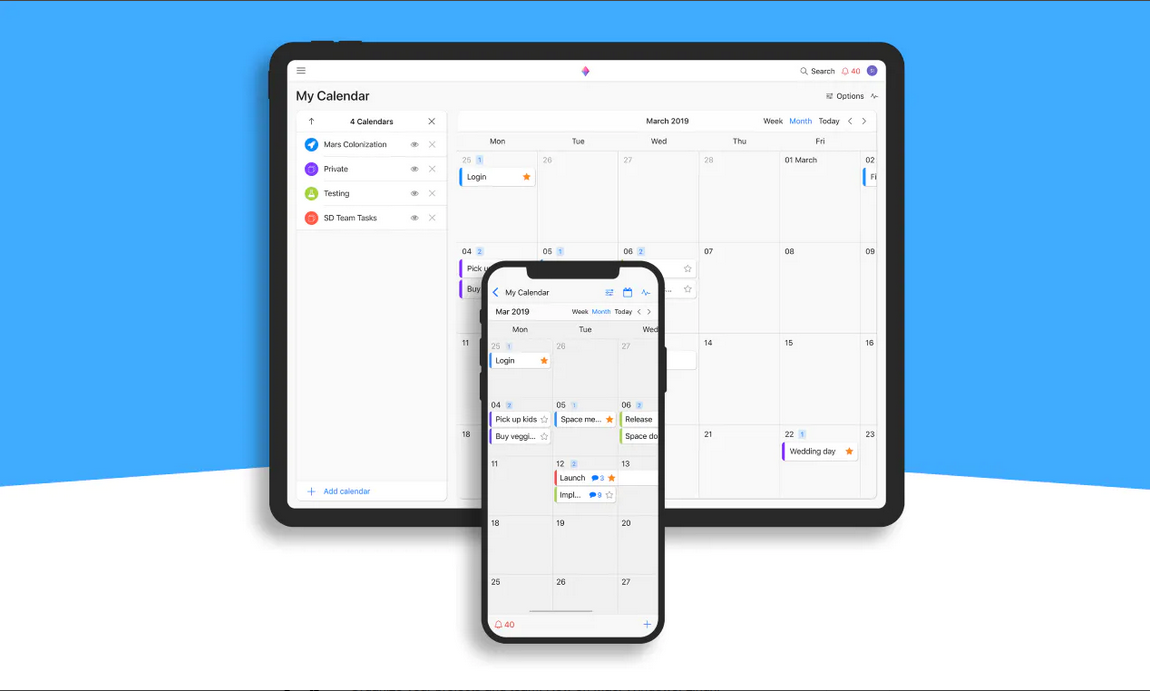 Search 40
My Calendar
Options
4 Calendars
Mars Colonization
Private
Testing
SD Team Tasks
Add calendar
March 2019
Week Month Today
Mon Tue Wed Thu Fri
25 1 26 27 28 01 March 02
Login
Fi
04 2 05 1 06 2 07 08 09
Pick u
Buy
...
11 14 15 16
18 21 22 1 23
Wedding day
My Calendar
Mar 2019 Week Month Today
Mon Tue Wed
25 1 26 27
Login
04 2 05 1 06 2
Pick up kids Space me... Release
Buy veggi... Space do
11 12 2 13
Launch 3
Impl... 9
18 19 20
25 26 27
40